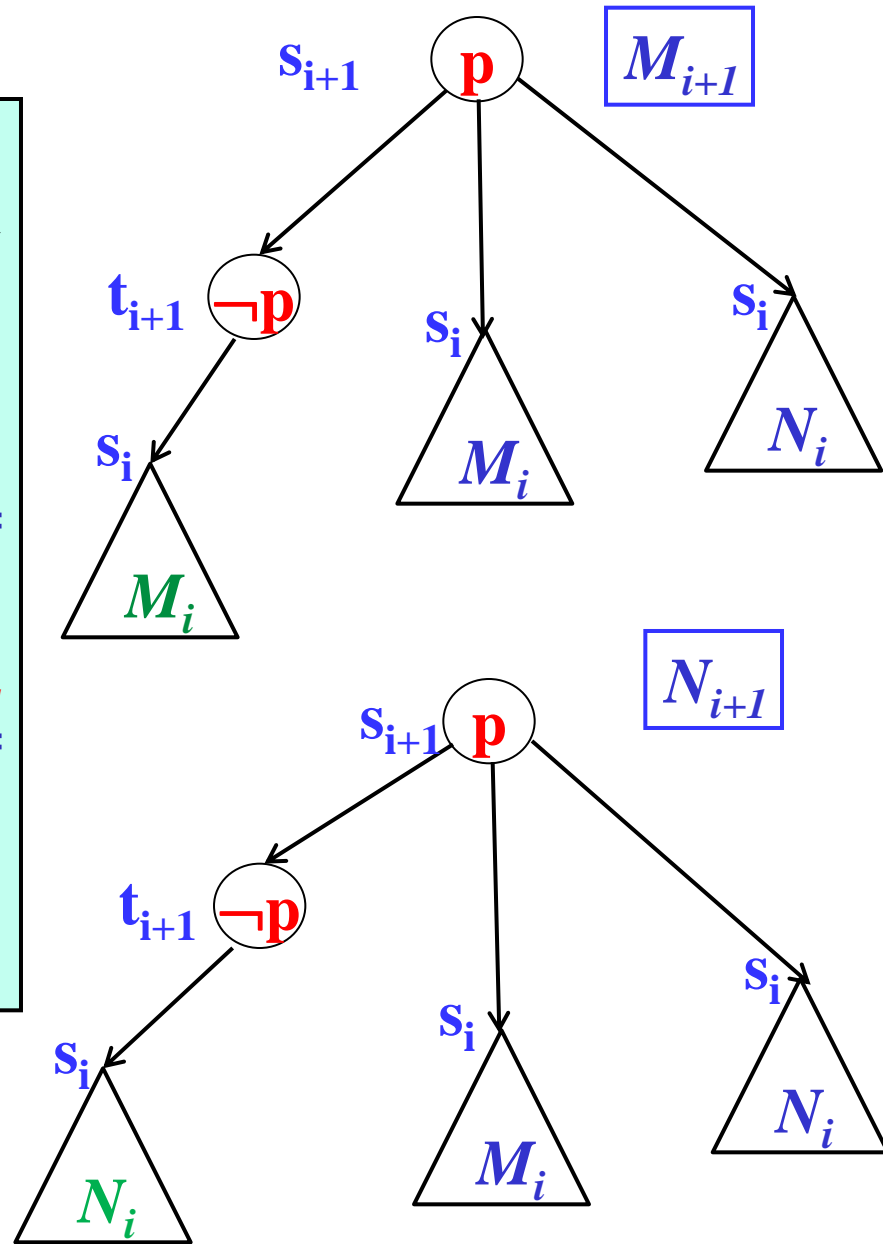 s_{i+1} p M_{i+1}
t_{i+1} ¬p
s_i
s_i
s_i
N_i
M_i
M_i
N_{i+1}
s_{i+1} p
t_{i+1} ¬p
s_i
s_i
s_i
N_i
M_i
N_i